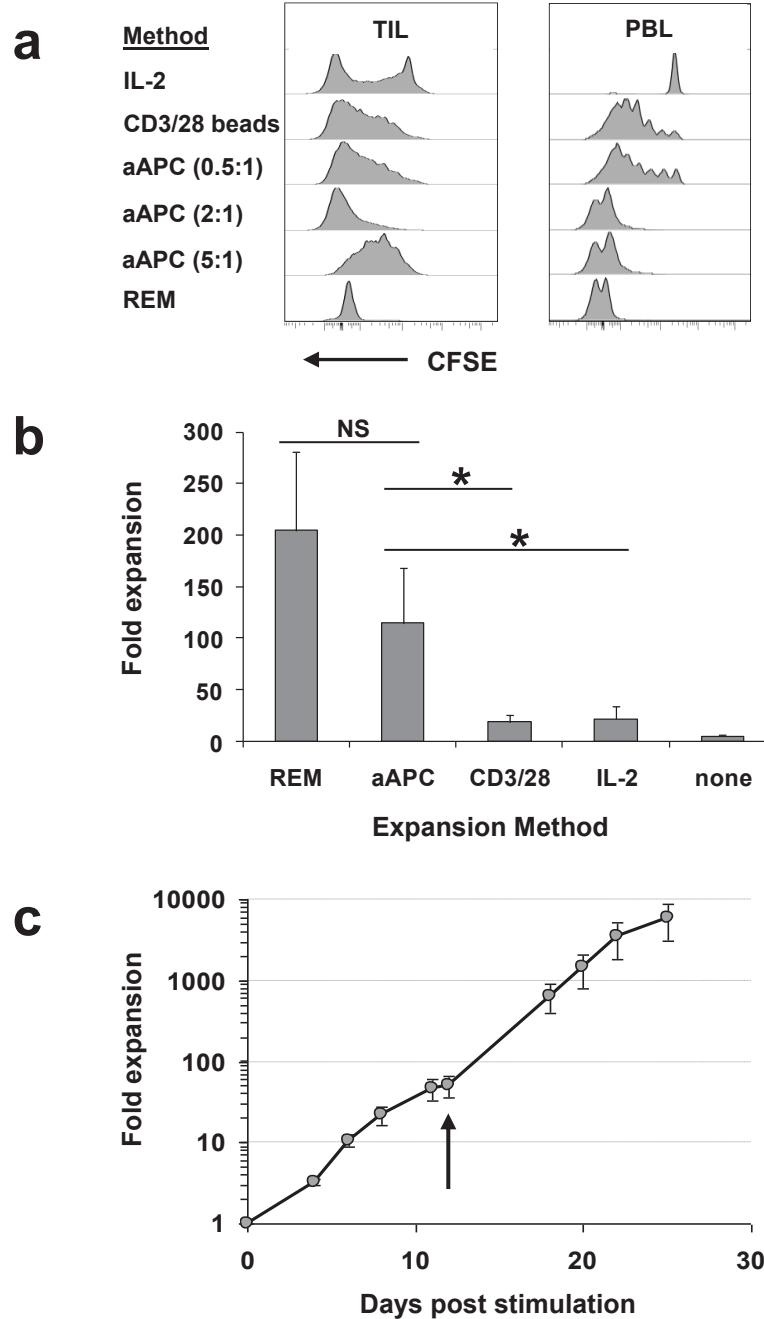 a
Method
TIL
PBL
IL-2
CD3/28 beads
aAPC (0.5:1)
aAPC (2:1)
aAPC (5:1)
REM
CFSE
b
300
250
200
150
100
50
0
Fold expansion
NS
*
*
REM aAPC CD3/28 IL-2 none
Expansion Method
c
10000
1000
100
10
1
Fold expansion
0 10 20 30
Days post stimulation